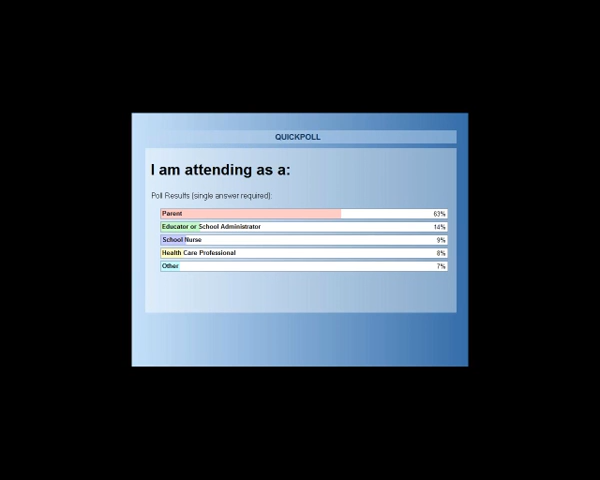 QUICKPOLL
I am attending as a:
Poll Results (single answer required):
Parent 63%
Educator or School Administrator 14%
School Nurse 9%
Health Care Professional 8%
Other 7%